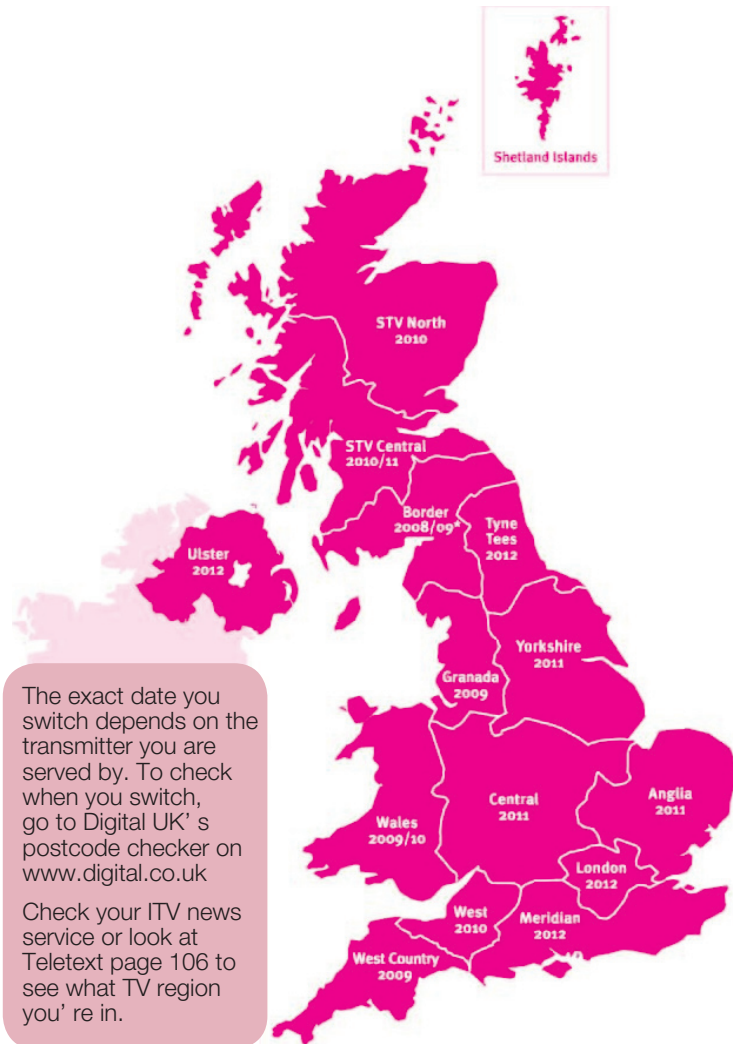 Shetland Islands
STV North
2010
STV Central
2010/11
Border
2008/09*
Tyne
Tees
2012
Ulster
2012
Yorkshire
2011
Granada
2009
Central
2011
Anglia
2011
Wales
2009/10
London
2012
West
2010
Meridian
2012
West Country
2009
The exact date you
switch depends on the
transmitter you are
served by. To check
when you switch,
go to Digital UK’ s
postcode checker on
www.digital.co.uk
Check your ITV news
service or look at
Teletext page 106 to
see what TV region
you’ re in.